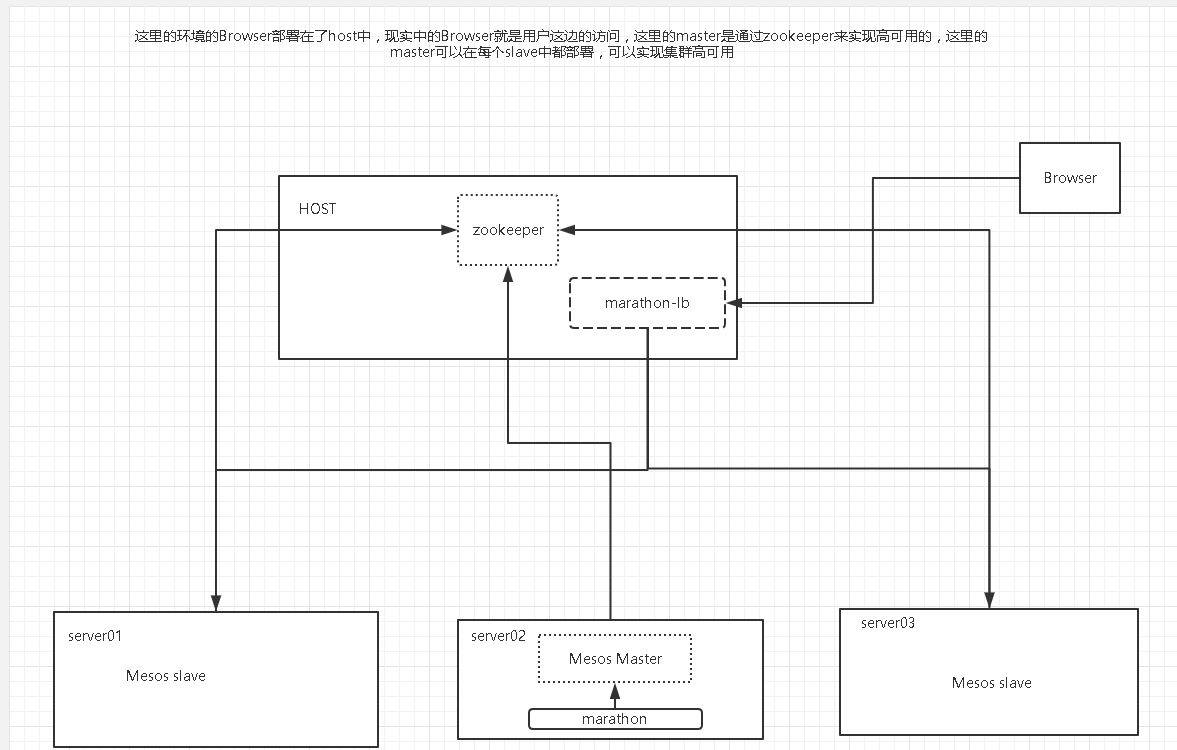 这里的环境的Browser部署在了host中，现实中的Browser就是用户这边的访问，这里的master是通过zookeeper来实现高可用的，这里的
master可以在每个slave中都部署，可以实现集群高可用
Browser
HOST
zookeeper
marathon-lb
server01
Mesos slave
server02
Mesos Master
marathon
server03
Mesos slave